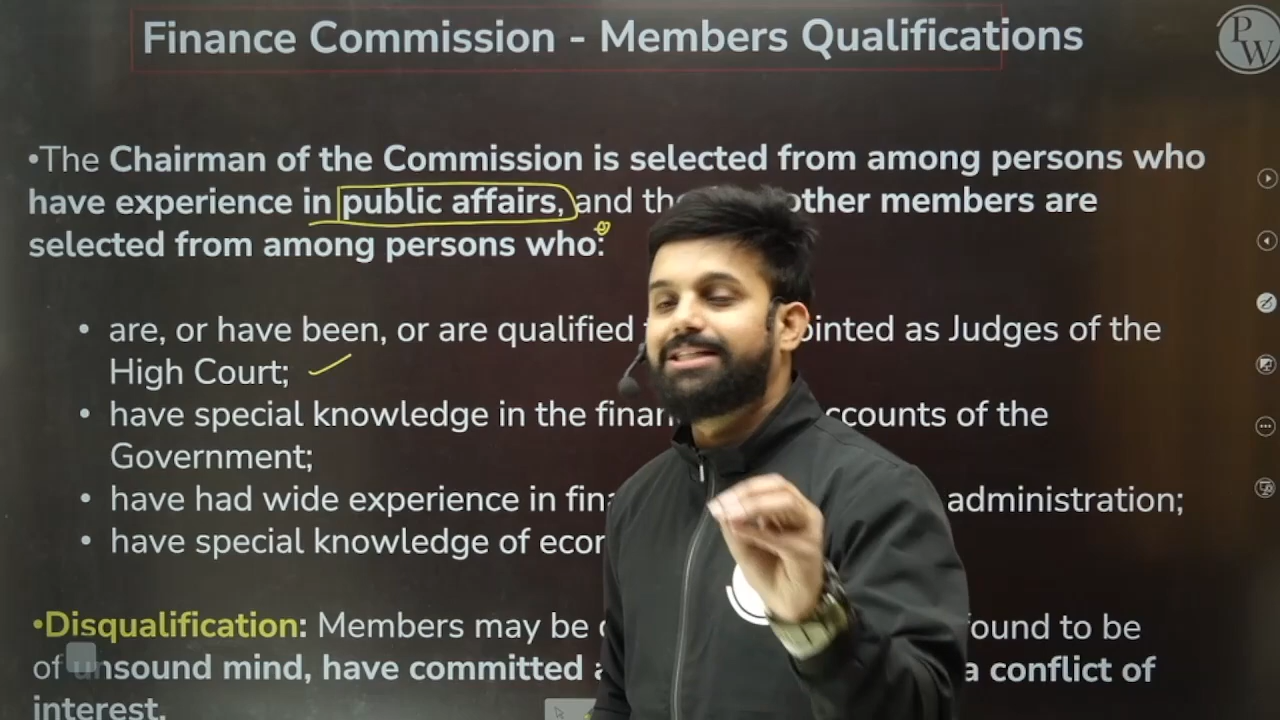 Finance Commission - Members Qualifications
PW
•The Chairman of the Commission is selected from among persons who
have experience in public affairs, and the other members are
selected from among persons who:
• are, or have been, or are qualified ointed as Judges of the
High Court;
• have special knowledge in the finan ccounts of the
Government;
• have had wide experience in fina administration;
• have special knowledge of econ
•Disqualification: Members may be found to be
of unsound mind, have committed a a conflict of
interest.